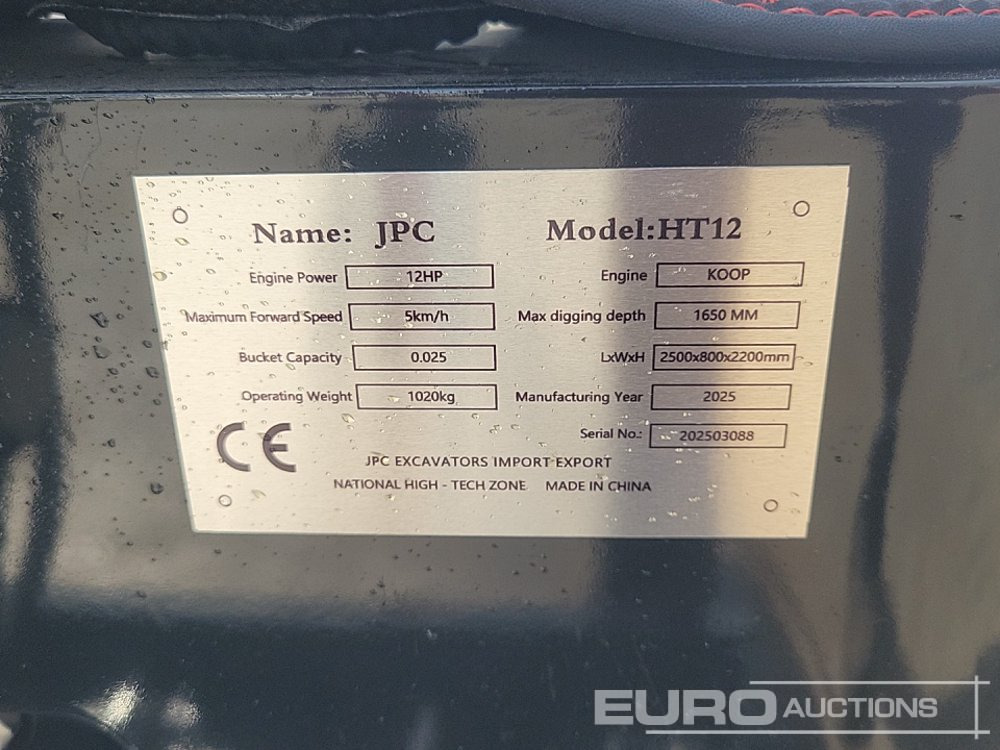 Name: JPC Model:HT12
Engine Power 12HP Engine KOOP
Maximum Forward Speed 5km/h Max digging depth 1650 MM
Bucket Capacity 0.025 LxWxH 2500x800x2200mm
Operating Weight 1020kg Manufacturing Year 2025
CE Serial No.: 202503088
JPC EXCAVATORS IMPORT EXPORT
NATIONAL HIGH - TECH ZONE MADE IN CHINA
EURO AUCTIONS